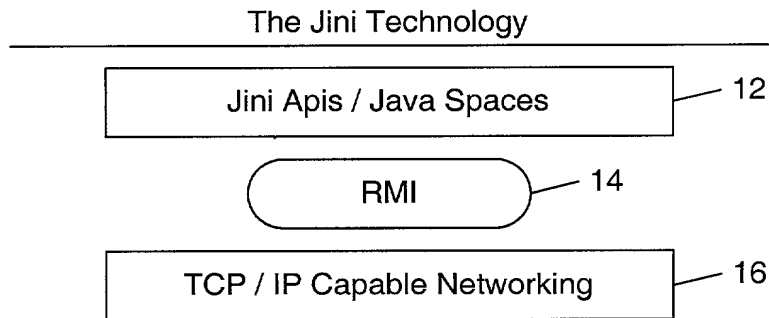 The Jini Technology
Jini Apis / Java Spaces
12
RMI
14
TCP / IP Capable Networking
16